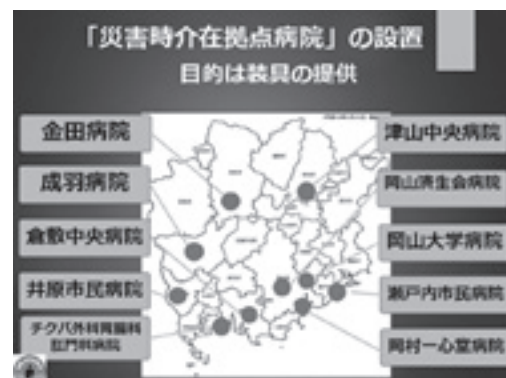 「災害時介在拠点病院」の設置
目的は装具の提供
金田病院
成羽病院
倉敷中央病院
井原市民病院
チクバ外科胃腸科
肛門科病院
津山中央病院
岡山済生会病院
岡山大学病院
瀬戸内市民病院
岡村一心堂病院